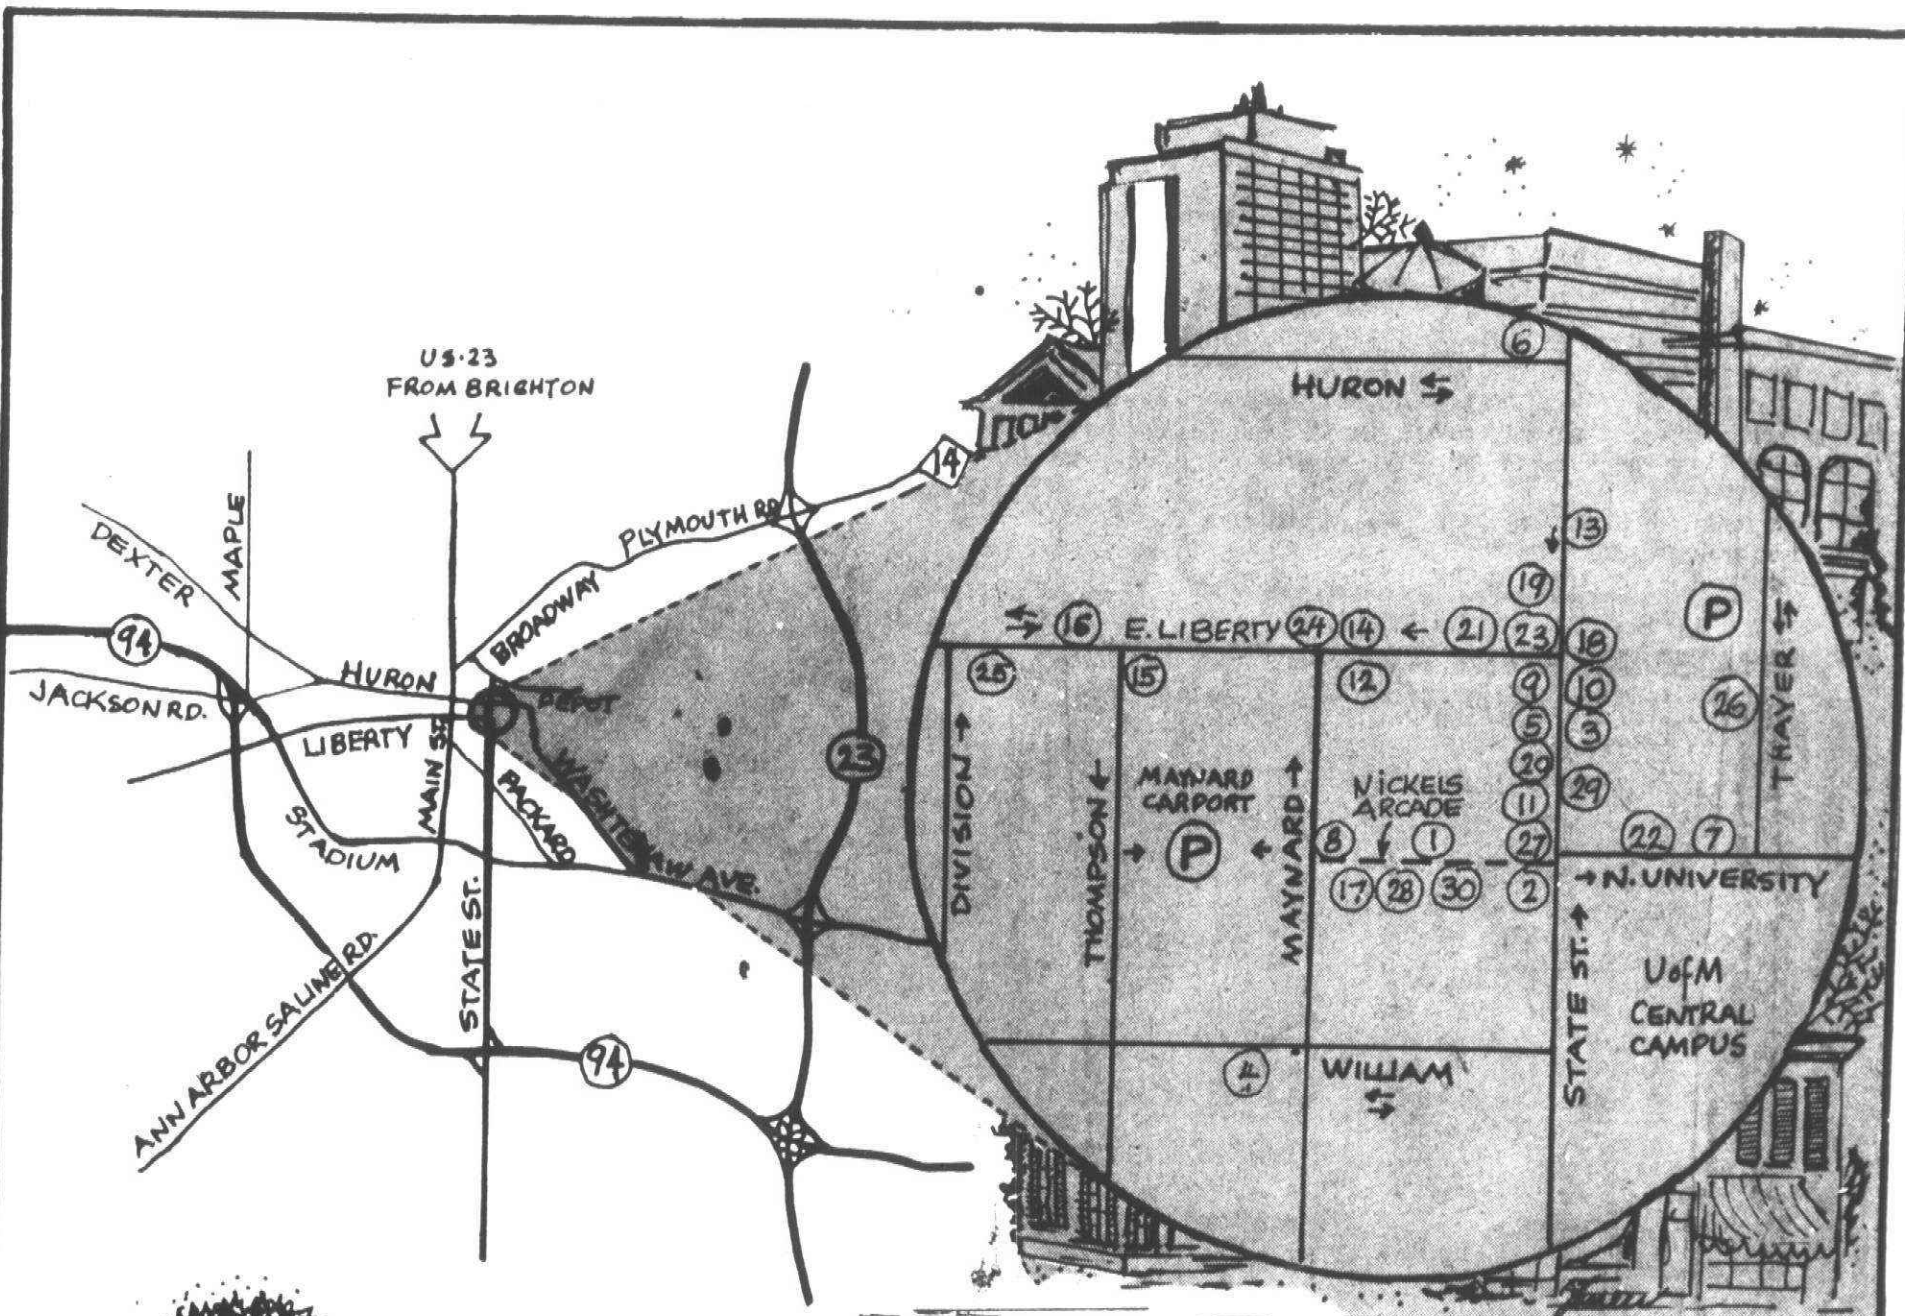 US·23
FROM BRIGHTON
14
PLYMOUTH RD
BROADWAY
DEXTER
MAPLE
94
JACKSON RD.
HURON
LIBERTY
DEPOT
MAIN ST.
STADIUM
PACKARD
WASHTENAW AVE.
23
STATE ST.
ANN ARBOR SALINE RD.
94
6
HURON
13
19
P
16
E. LIBERTY
24
14
21
23
18
25
15
12
9
10
26
THAYER
5
3
20
29
11
DIVISION
THOMPSON
MAYNARD
CARPORT
P
MAYNARD
NICKELS
ARCADE
8
1
27
22
7
17
28
30
2
N. UNIVERSITY
STATE ST.
UofM
CENTRAL
CAMPUS
4
WILLIAM